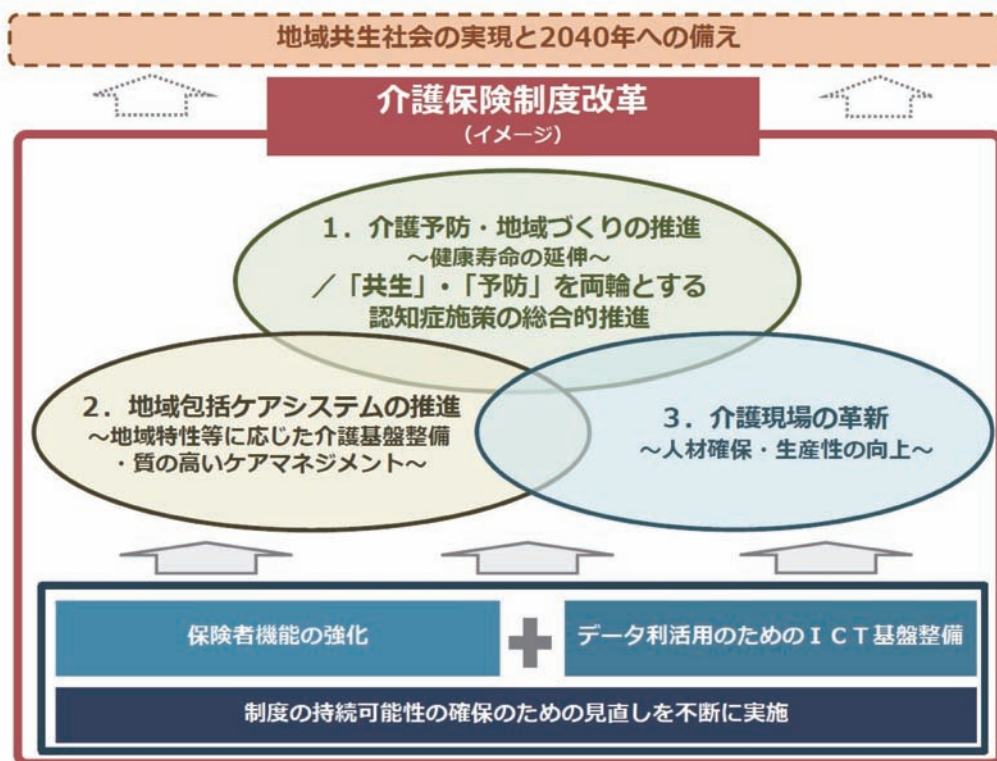 地域共生社会の実現と2040年への備え
介護保険制度改革
（イメージ）
１．介護予防・地域づくりの推進
～健康寿命の延伸～
／「共生」・「予防」を両輪とする
認知症施策の総合的推進
２．地域包括ケアシステムの推進
～地域特性等に応じた介護基盤整備
・質の高いケアマネジメント～
３．介護現場の革新
～人材確保・生産性の向上～
保険者機能の強化
データ利活用のためのＩＣＴ基盤整備
制度の持続可能性の確保のための見直しを不断に実施